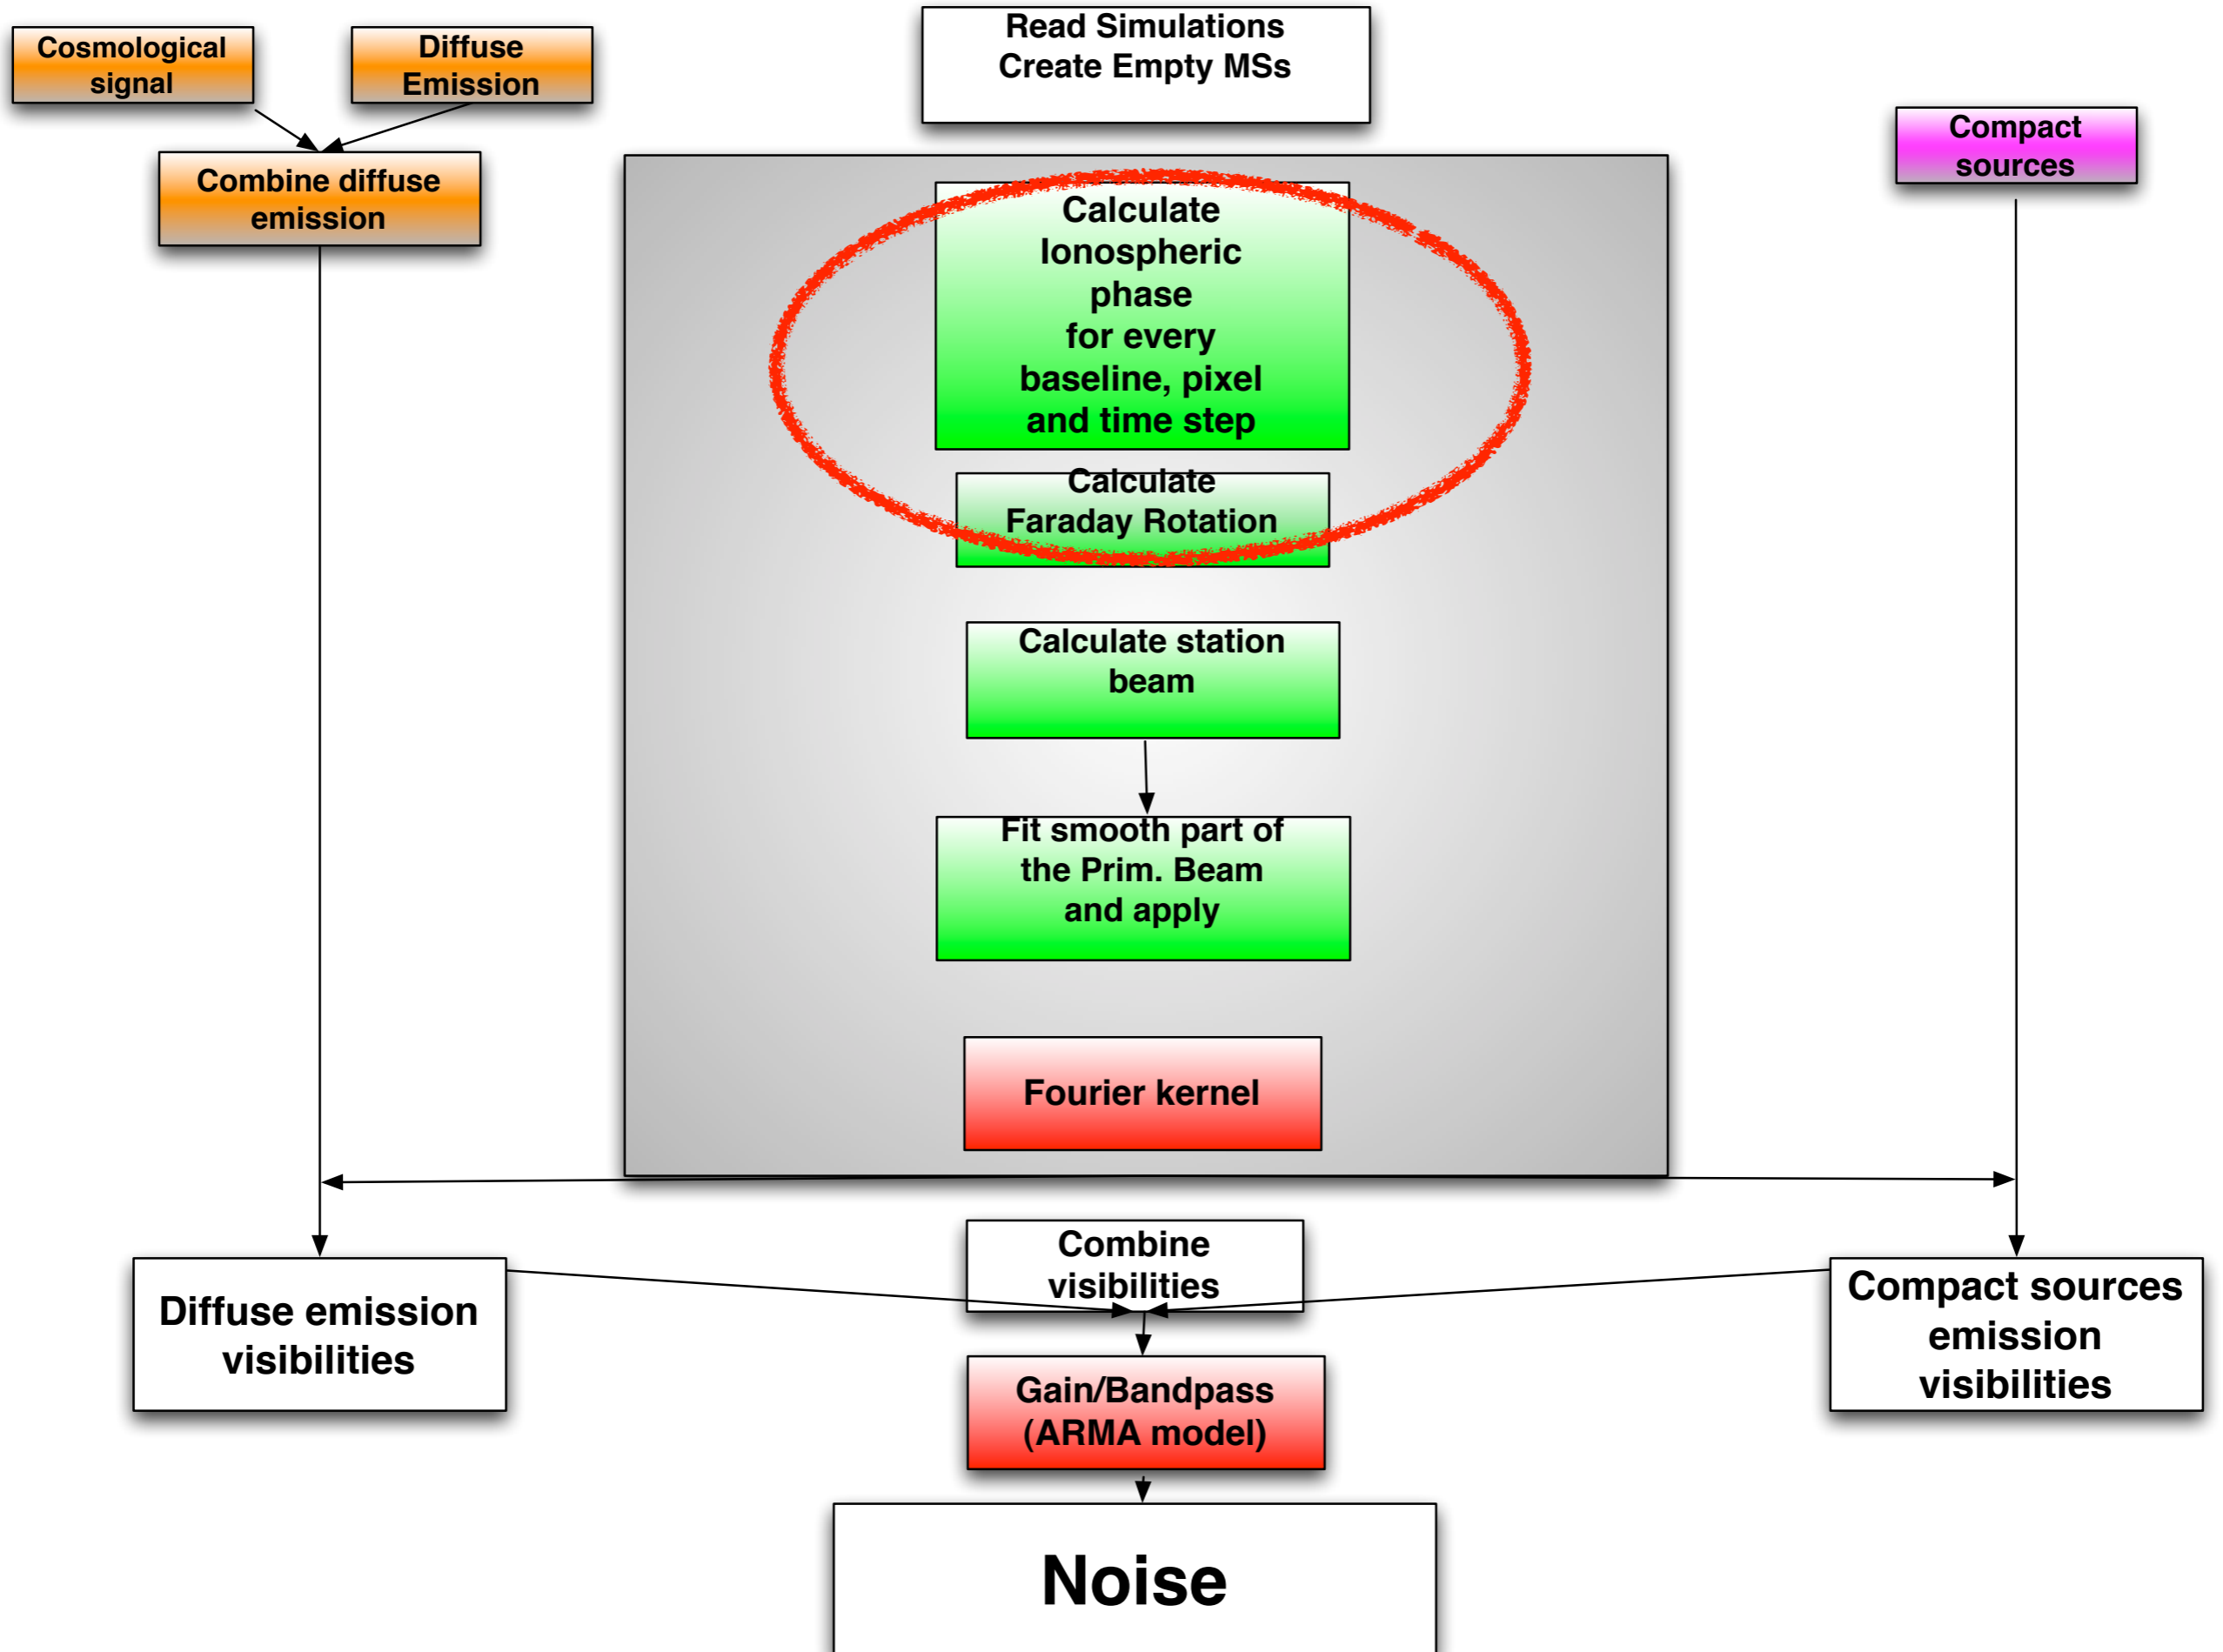 Cosmological
signal
Diffuse
Emission
Read Simulations
Create Empty MSs
Compact
sources
Combine diffuse
emission
Calculate
Ionospheric
phase
for every
baseline, pixel
and time step
Calculate
Faraday Rotation
Calculate station
beam
Fit smooth part of
the Prim. Beam
and apply
Fourier kernel
Combine
visibilities
Diffuse emission
visibilities
Compact sources
emission
visibilities
Gain/Bandpass
(ARMA model)
Noise